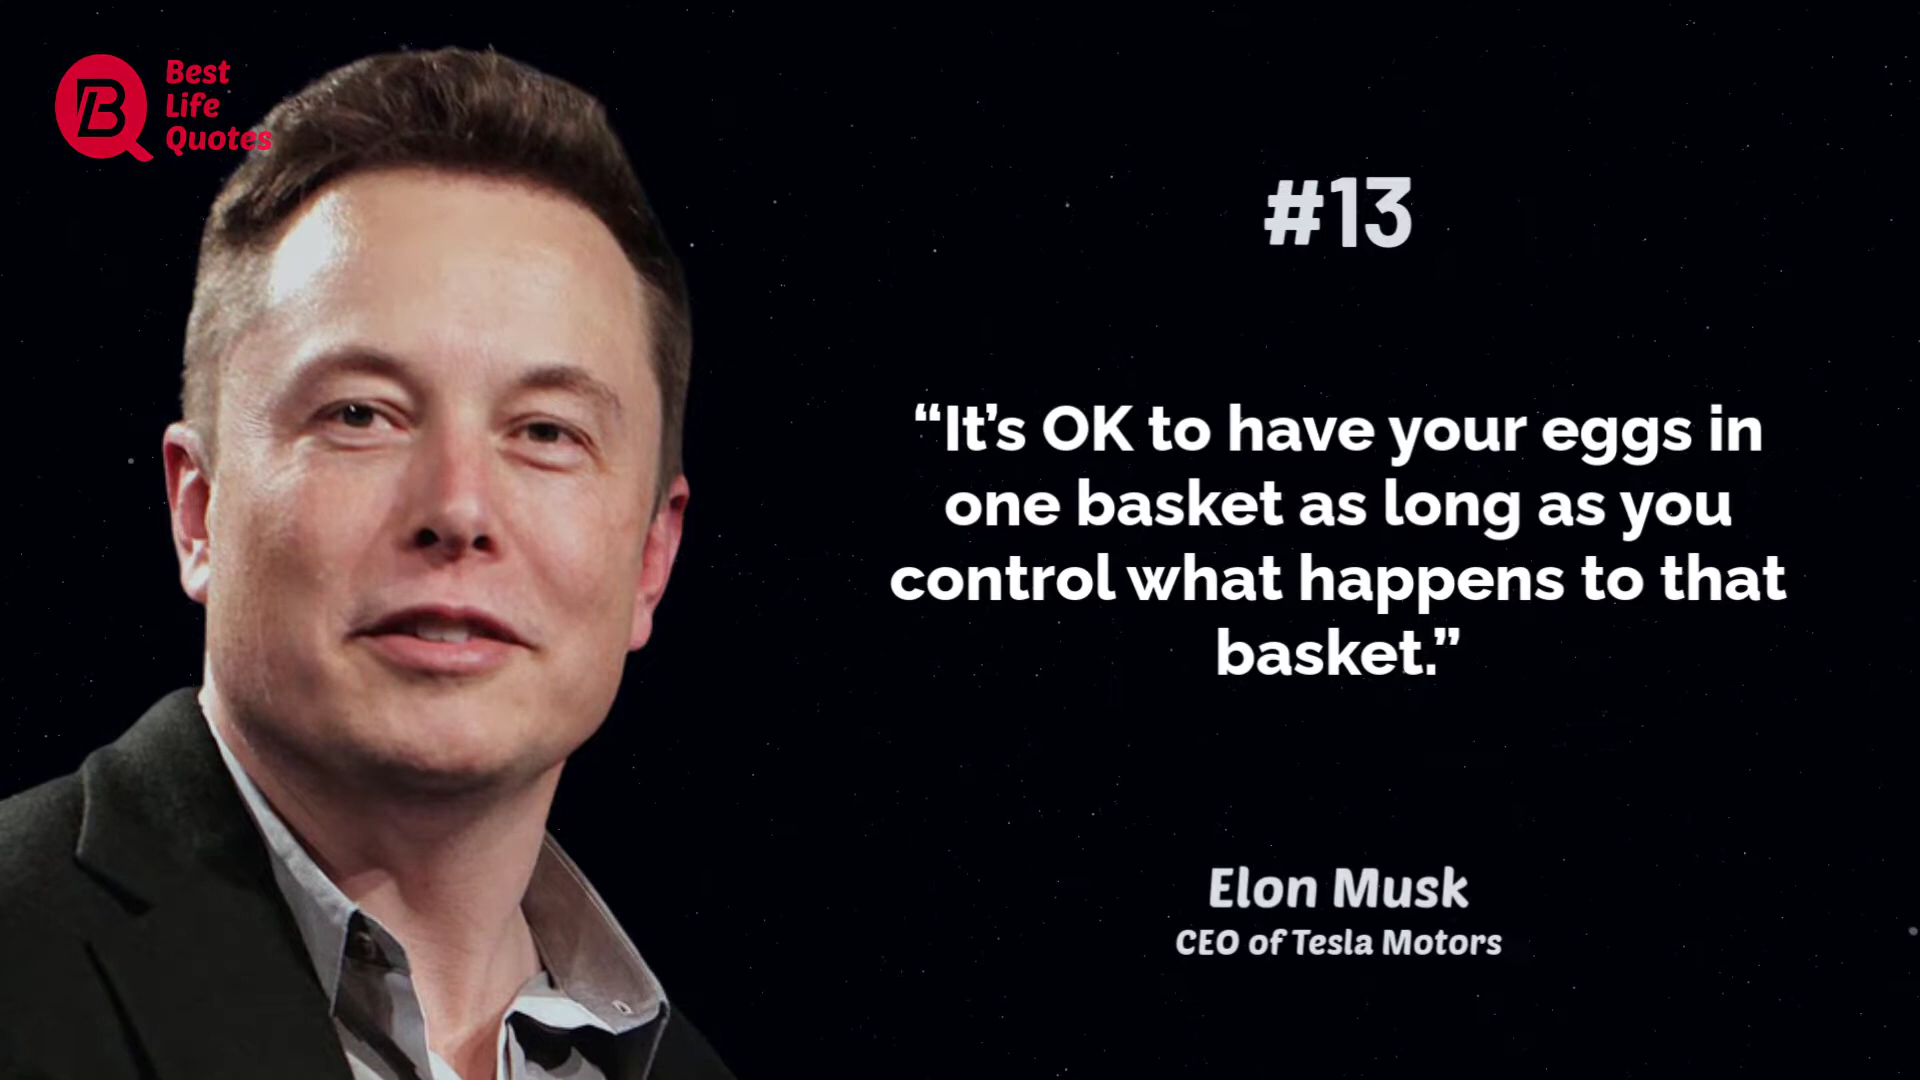 Best
Life
Quotes
#13
“It’s OK to have your eggs in
one basket as long as you
control what happens to that
basket.”
Elon Musk
CEO of Tesla Motors